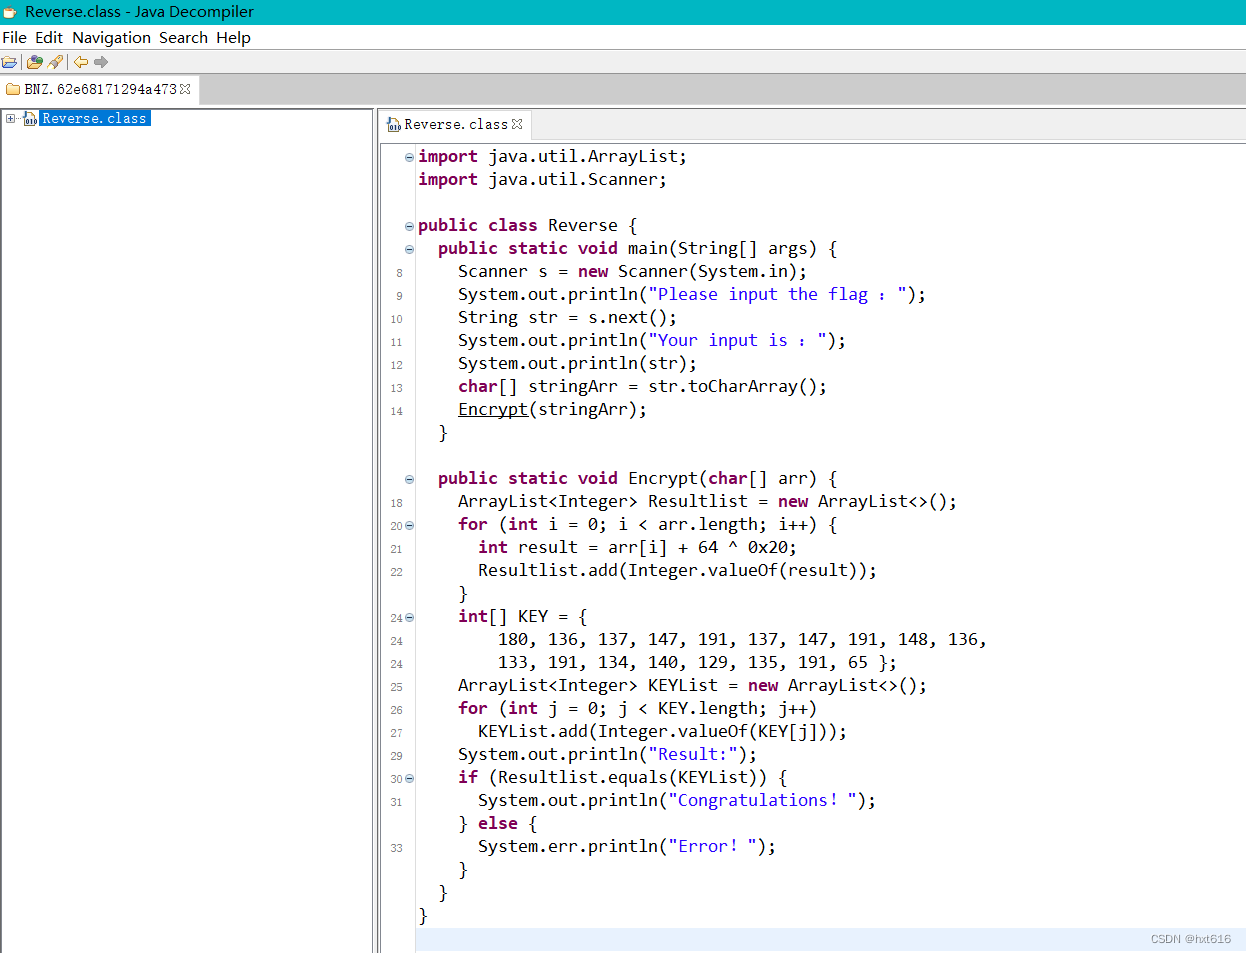 Reverse.class - Java Decompiler
File Edit Navigation Search Help
BNZ.62e68171294a473
Reverse.class
Reverse.class
import java.util.ArrayList;
import java.util.Scanner;
public class Reverse {
public static void main(String[] args) {
8 Scanner s = new Scanner(System.in);
9 System.out.println("Please input the flag ：");
10 String str = s.next();
11 System.out.println("Your input is ：");
12 System.out.println(str);
13 char[] stringArr = str.toCharArray();
14 Encrypt(stringArr);
}
public static void Encrypt(char[] arr) {
18 ArrayList<Integer> Resultlist = new ArrayList<>();
20 for (int i = 0; i < arr.length; i++) {
21 int result = arr[i] + 64 ^ 0x20;
22 Resultlist.add(Integer.valueOf(result));
}
24 int[] KEY = {
24 180, 136, 137, 147, 191, 137, 147, 191, 148, 136,
24 133, 191, 134, 140, 129, 135, 191, 65 };
25 ArrayList<Integer> KEYList = new ArrayList<>();
26 for (int j = 0; j < KEY.length; j++)
27 KEYList.add(Integer.valueOf(KEY[j]));
29 System.out.println("Result:");
30 if (Resultlist.equals(KEYList)) {
31 System.out.println("Congratulations！");
} else {
33 System.err.println("Error！");
}
}
}
CSDN @hxt616